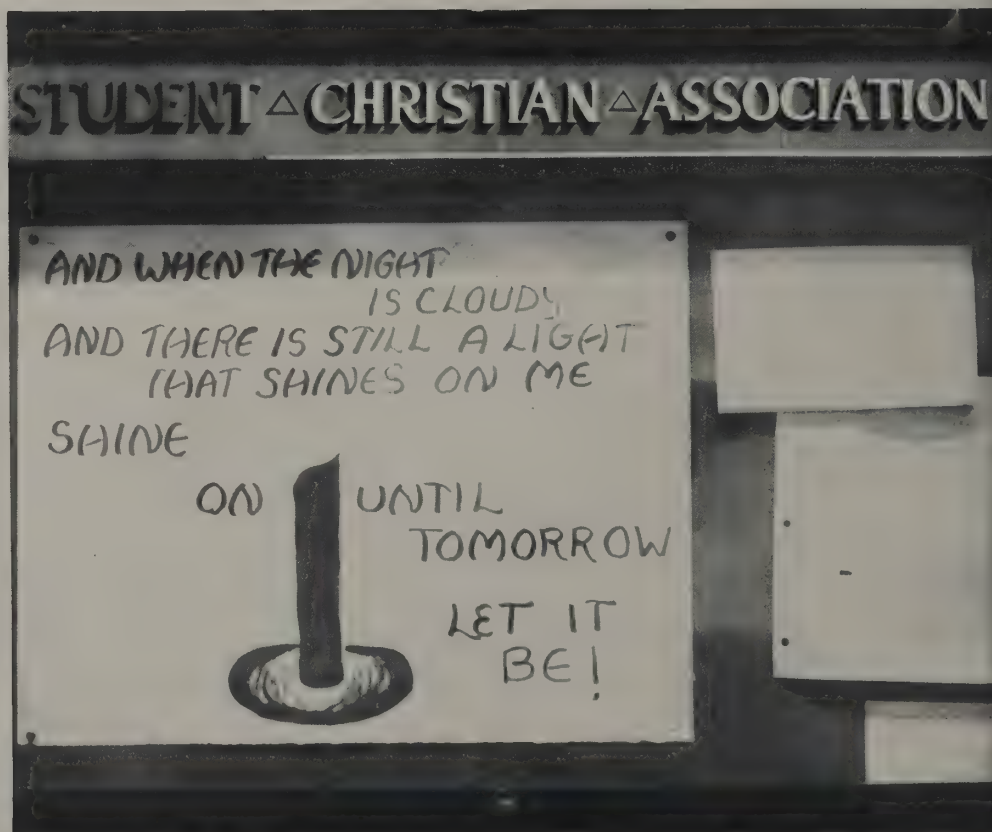 STUDENT △ CHRISTIAN △ ASSOCIATION
AND WHEN THE NIGHT
IS CLOUDY
AND THERE IS STILL A LIGHT
THAT SHINES ON ME
SHINE
ON UNTIL
TOMORROW
LET IT
BE!